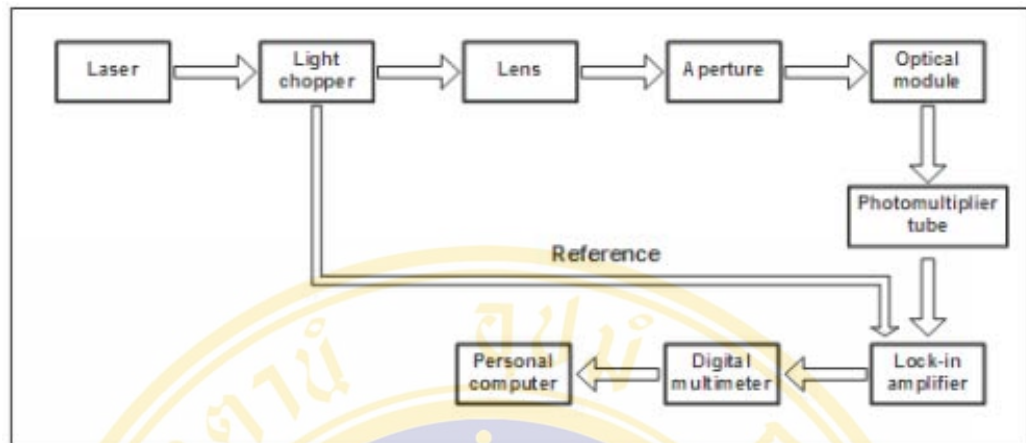 Laser
Light
chopper
Lens
Aperture
Optical
module
Photomultiplier
tube
Reference
Personal
computer
Digital
multimeter
Lock-in
amplifier